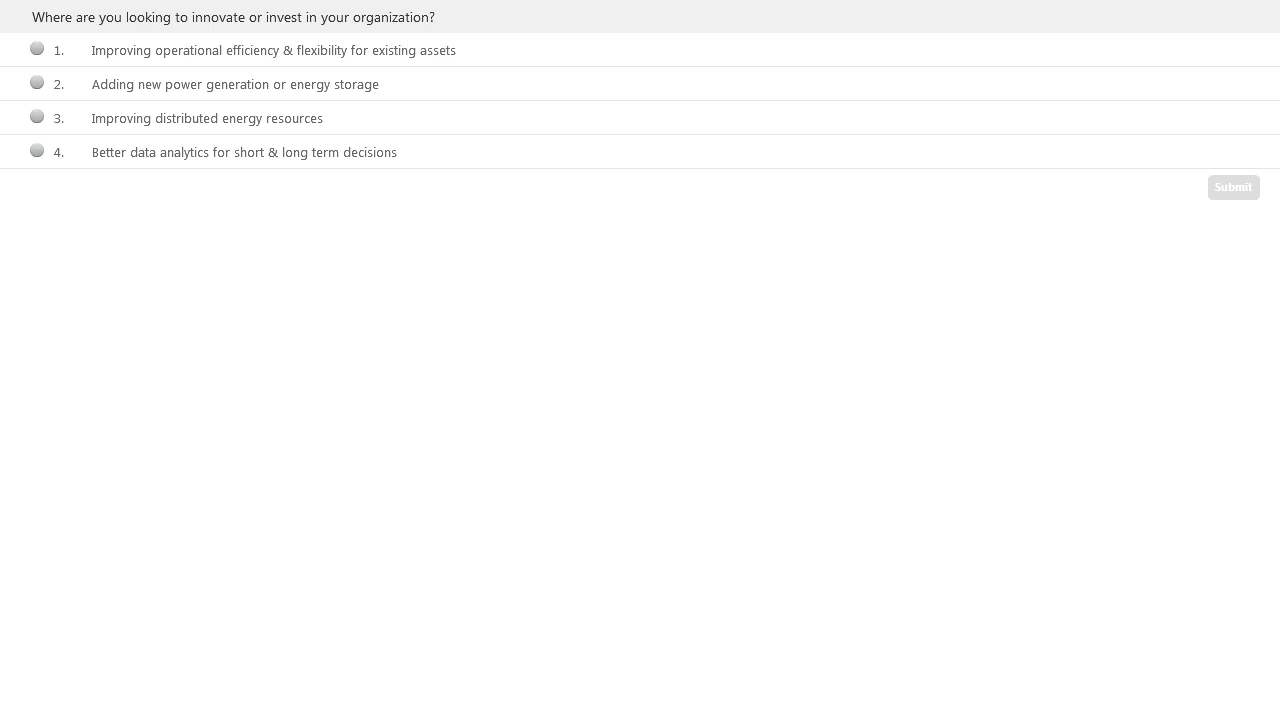 Where are you looking to innovate or invest in your organization?
1. Improving operational efficiency & flexibility for existing assets
2. Adding new power generation or energy storage
3. Improving distributed energy resources
4. Better data analytics for short & long term decisions
Submit